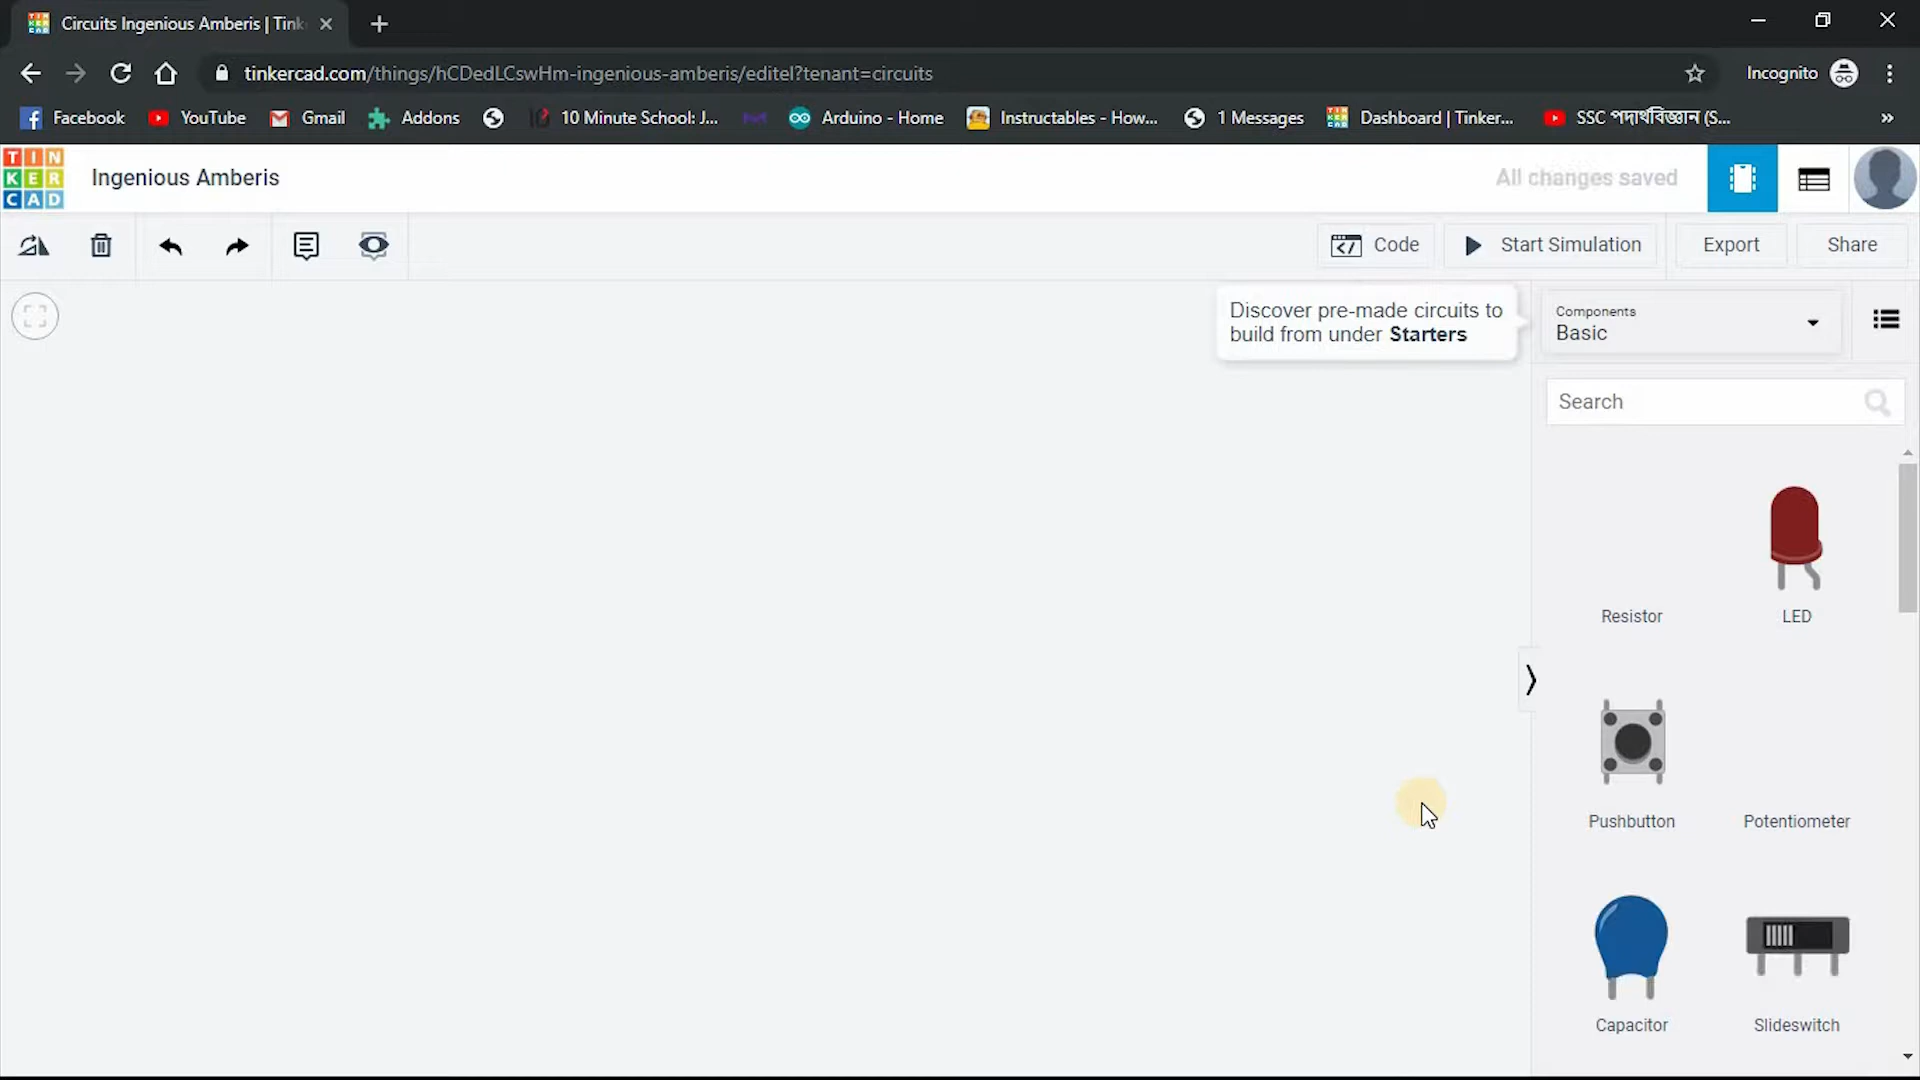 Circuits Ingenious Amberis | Tink
tinkercad.com/things/hCDedLCswHm-ingenious-amberis/editel?tenant=circuits
Incognito
Facebook
YouTube
Gmail
Addons
10 Minute School: J...
Arduino - Home
Instructables - How...
1 Messages
Dashboard | Tinker...
SSC পদার্থবিজ্ঞান (S...
TIN
KER
CAD
Ingenious Amberis
All changes saved
Code
Start Simulation
Export
Share
Discover pre-made circuits to
build from under Starters
Components
Basic
Search
Resistor
LED
Pushbutton
Potentiometer
Capacitor
Slideswitch